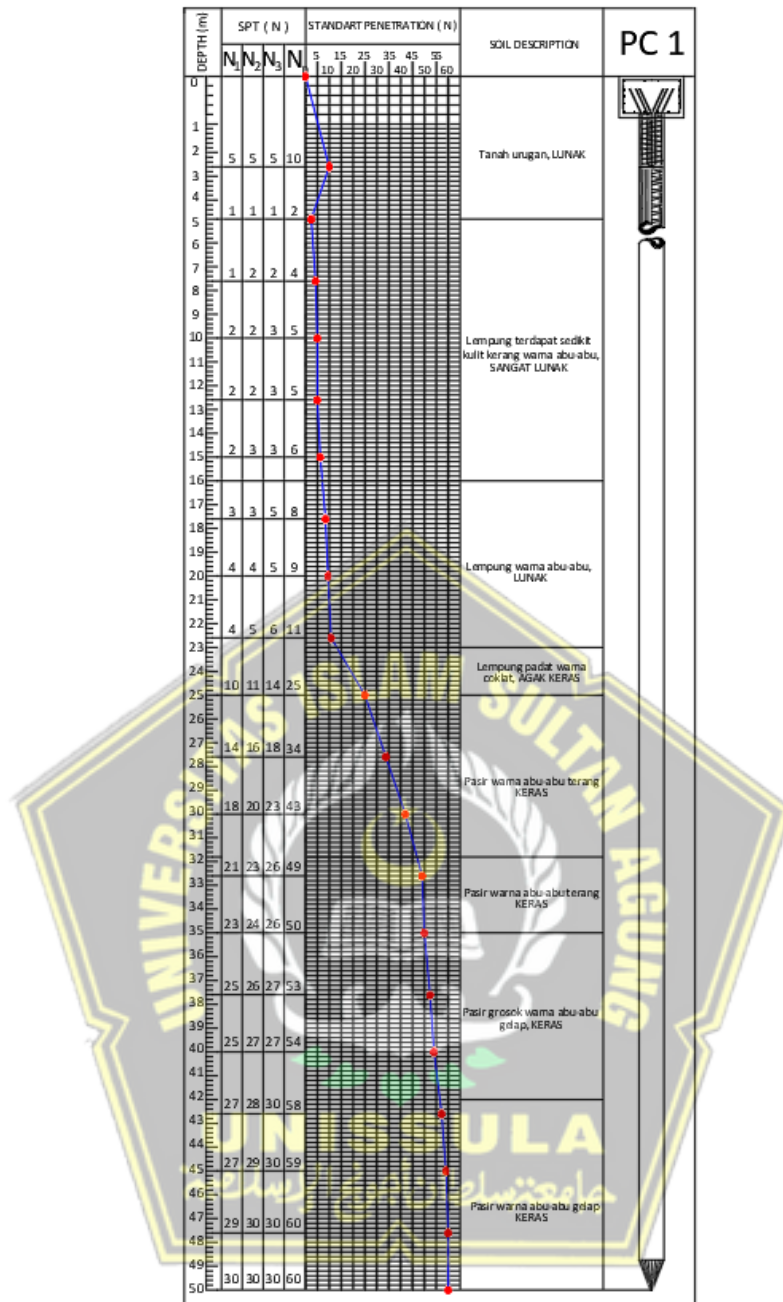 DEPTH (m)
SPT ( N )
STANDART PENETRATION ( N )
SOIL DESCRIPTION
PC 1
N1 N2 N3 N
5 15 25 35 45 55
0 10 20 30 40 50 60
0
1
2
5 5 5 10
Tanah urugan, LUNAK
3
4
1 1 1 2
5
6
7
1 2 2 4
8
9
2 2 3 5
10
Lempung terdapat sedikit
kulit kerang warna abu-abu,
SANGAT LUNAK
11
12
2 2 3 5
13
14
2 3 3 6
15
16
17
3 3 5 8
18
19
4 4 5 9
20
Lempung warna abu-abu,
LUNAK
21
22
4 5 6 11
23
24
Lempung padat warna
coklat, AGAK KERAS
10 11 14 25
25
26
27
14 16 18 34
28
29
Pasir warna abu-abu terang
KERAS
18 20 23 43
30
31
32
21 23 26 49
33
34
Pasir warna abu-abu terang
KERAS
23 24 26 50
35
36
37
25 26 27 53
38
39
Pasir grosok warna abu-abu
gelap, KERAS
25 27 27 54
40
41
42
27 28 30 58
43
44
27 29 30 59
45
46
47
Pasir warna abu-abu gelap
KERAS
29 30 30 60
48
49
30 30 30 60
50
UNIVERSITAS ISLAM SULTAN AGUNG
UNISSULA
جامعة سلطان أجونج الإسلامية